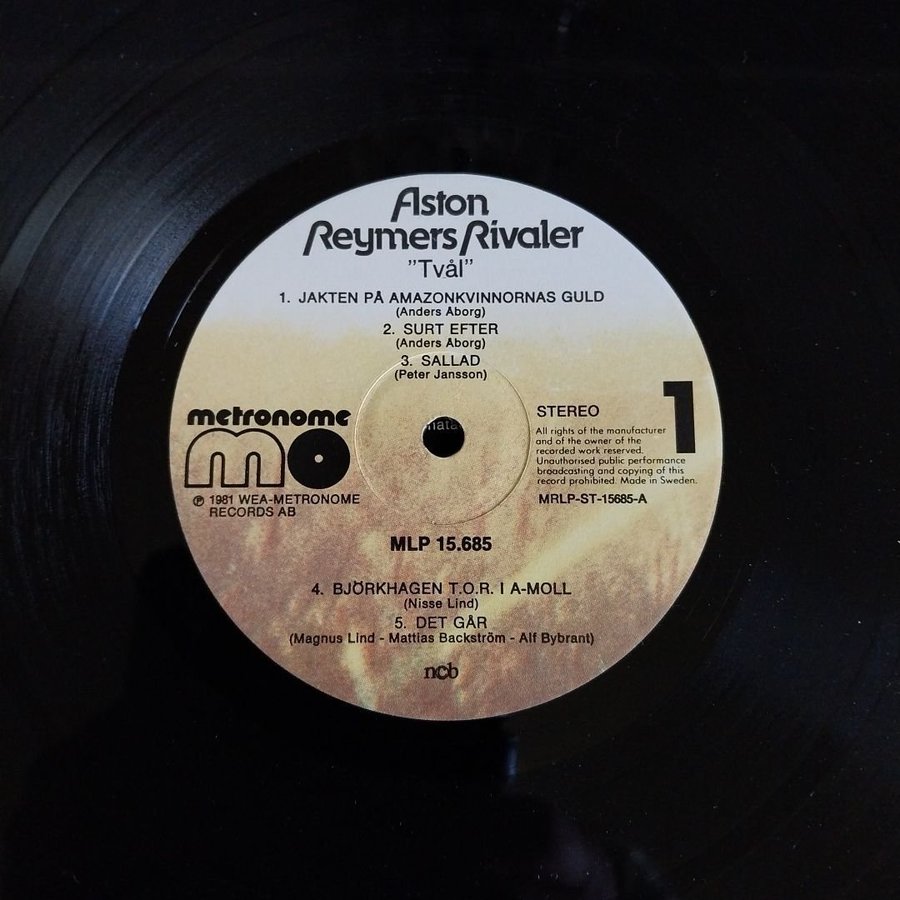 Aston
Reymers Rivaler
"Tvål"
1. JAKTEN PÅ AMAZONKVINNORNAS GULD
(Anders Åborg)
2. SURT EFTER
(Anders Åborg)
3. SALLAD
(Peter Jansson)
metronome
mo
℗ 1981 WEA-METRONOME
RECORDS AB
STEREO
1
All rights of the manufacturer
and of the owner of the
recorded work reserved.
Unauthorised public performance
broadcasting and copying of this
record prohibited. Made in Sweden.
MRLP-ST-15685-A
MLP 15.685
4. BJÖRKHAGEN T.O.R. I A-MOLL
(Nisse Lind)
5. DET GÅR
(Magnus Lind - Mattias Backström - Alf Bybrant)
ncb